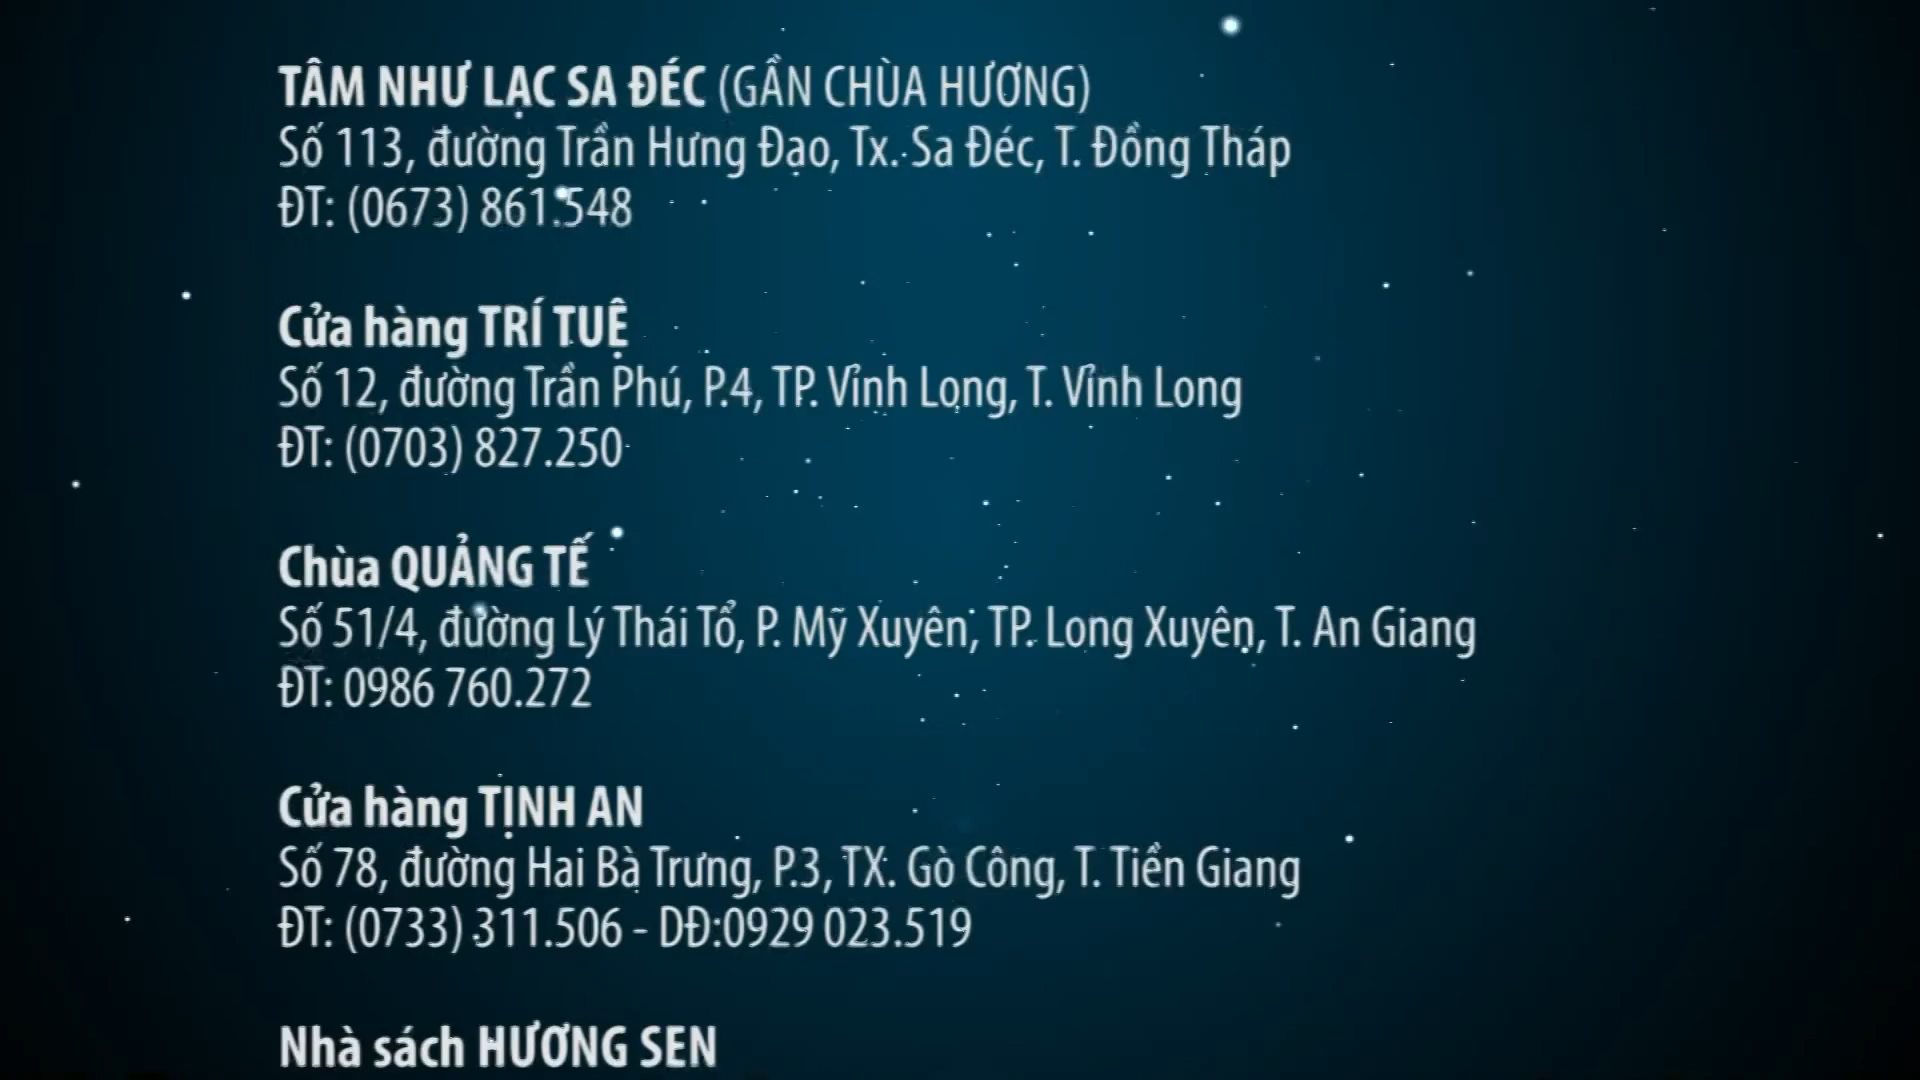 TÂM NHƯ LẠC SA ĐÉC (GẦN CHÙA HƯƠNG)
Số 113, đường Trần Hưng Đạo, Tx. Sa Đéc, T. Đồng Tháp
ĐT: (0673) 861.548
Cửa hàng TRÍ TUỆ
Số 12, đường Trần Phú, P.4, TP. Vĩnh Long, T. Vĩnh Long
ĐT: (0703) 827.250
Chùa QUẢNG TẾ
Số 51/4, đường Lý Thái Tổ, P. Mỹ Xuyên, TP. Long Xuyên, T. An Giang
ĐT: 0986 760.272
Cửa hàng TỊNH AN
Số 78, đường Hai Bà Trưng, P.3, TX. Gò Công, T. Tiền Giang
ĐT: (0733) 311.506 - DĐ:0929 023.519
Nhà sách HƯƠNG SEN